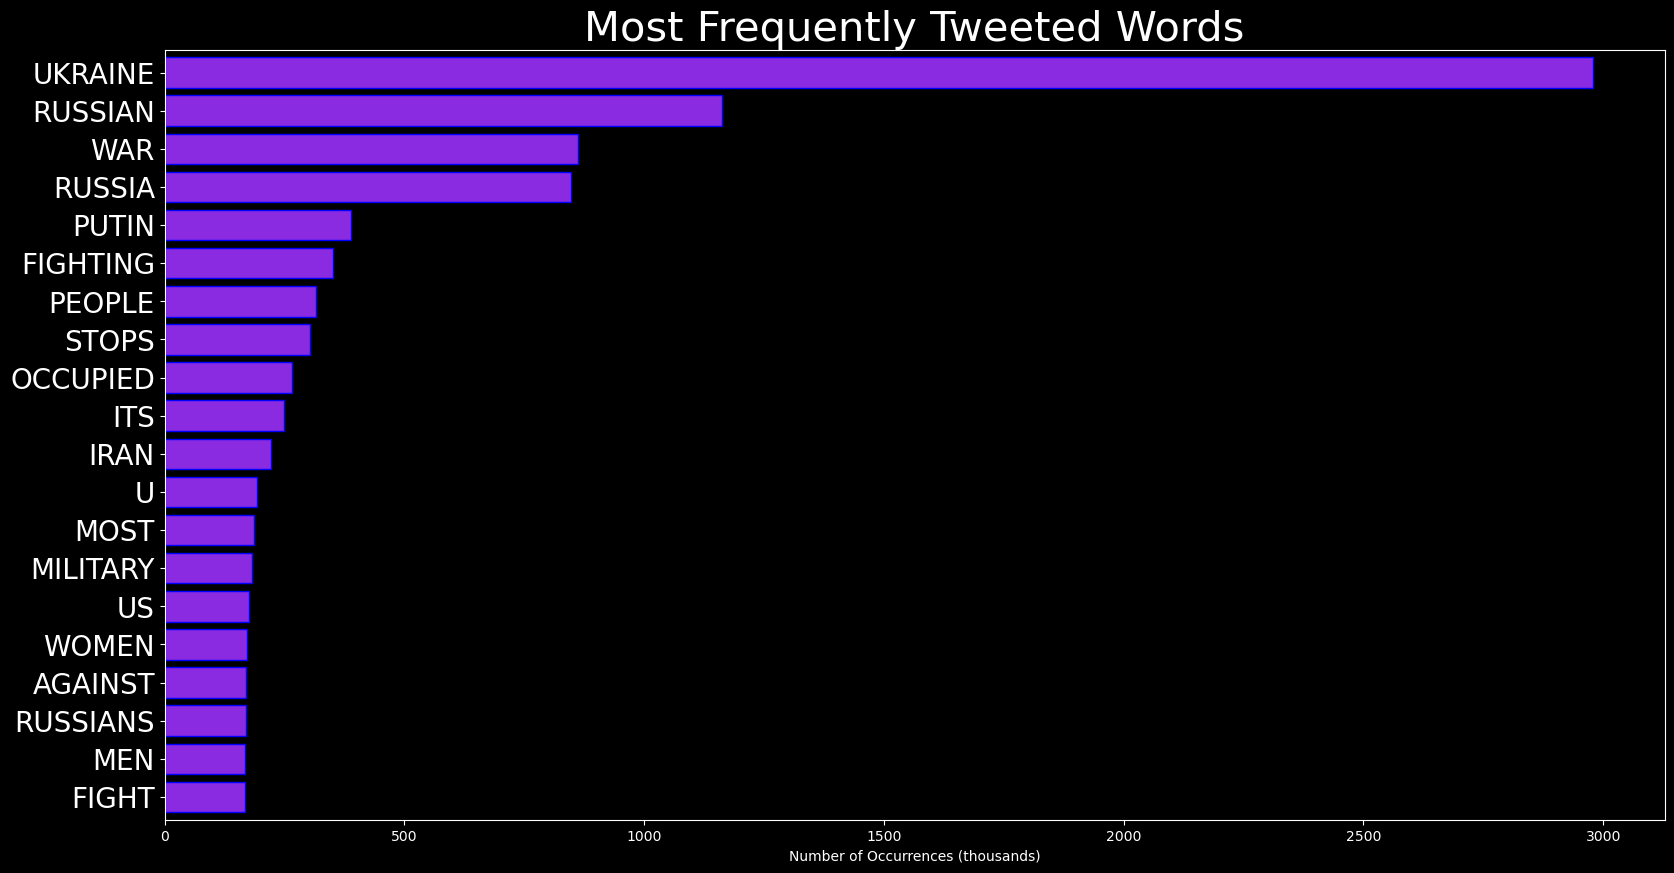 Most Frequently Tweeted Words
UKRAINE
RUSSIAN
WAR
RUSSIA
PUTIN
FIGHTING
PEOPLE
STOPS
OCCUPIED
ITS
IRAN
U
MOST
MILITARY
US
WOMEN
AGAINST
RUSSIANS
MEN
FIGHT
0 500 1000 1500 2000 2500 3000
Number of Occurrences (thousands)